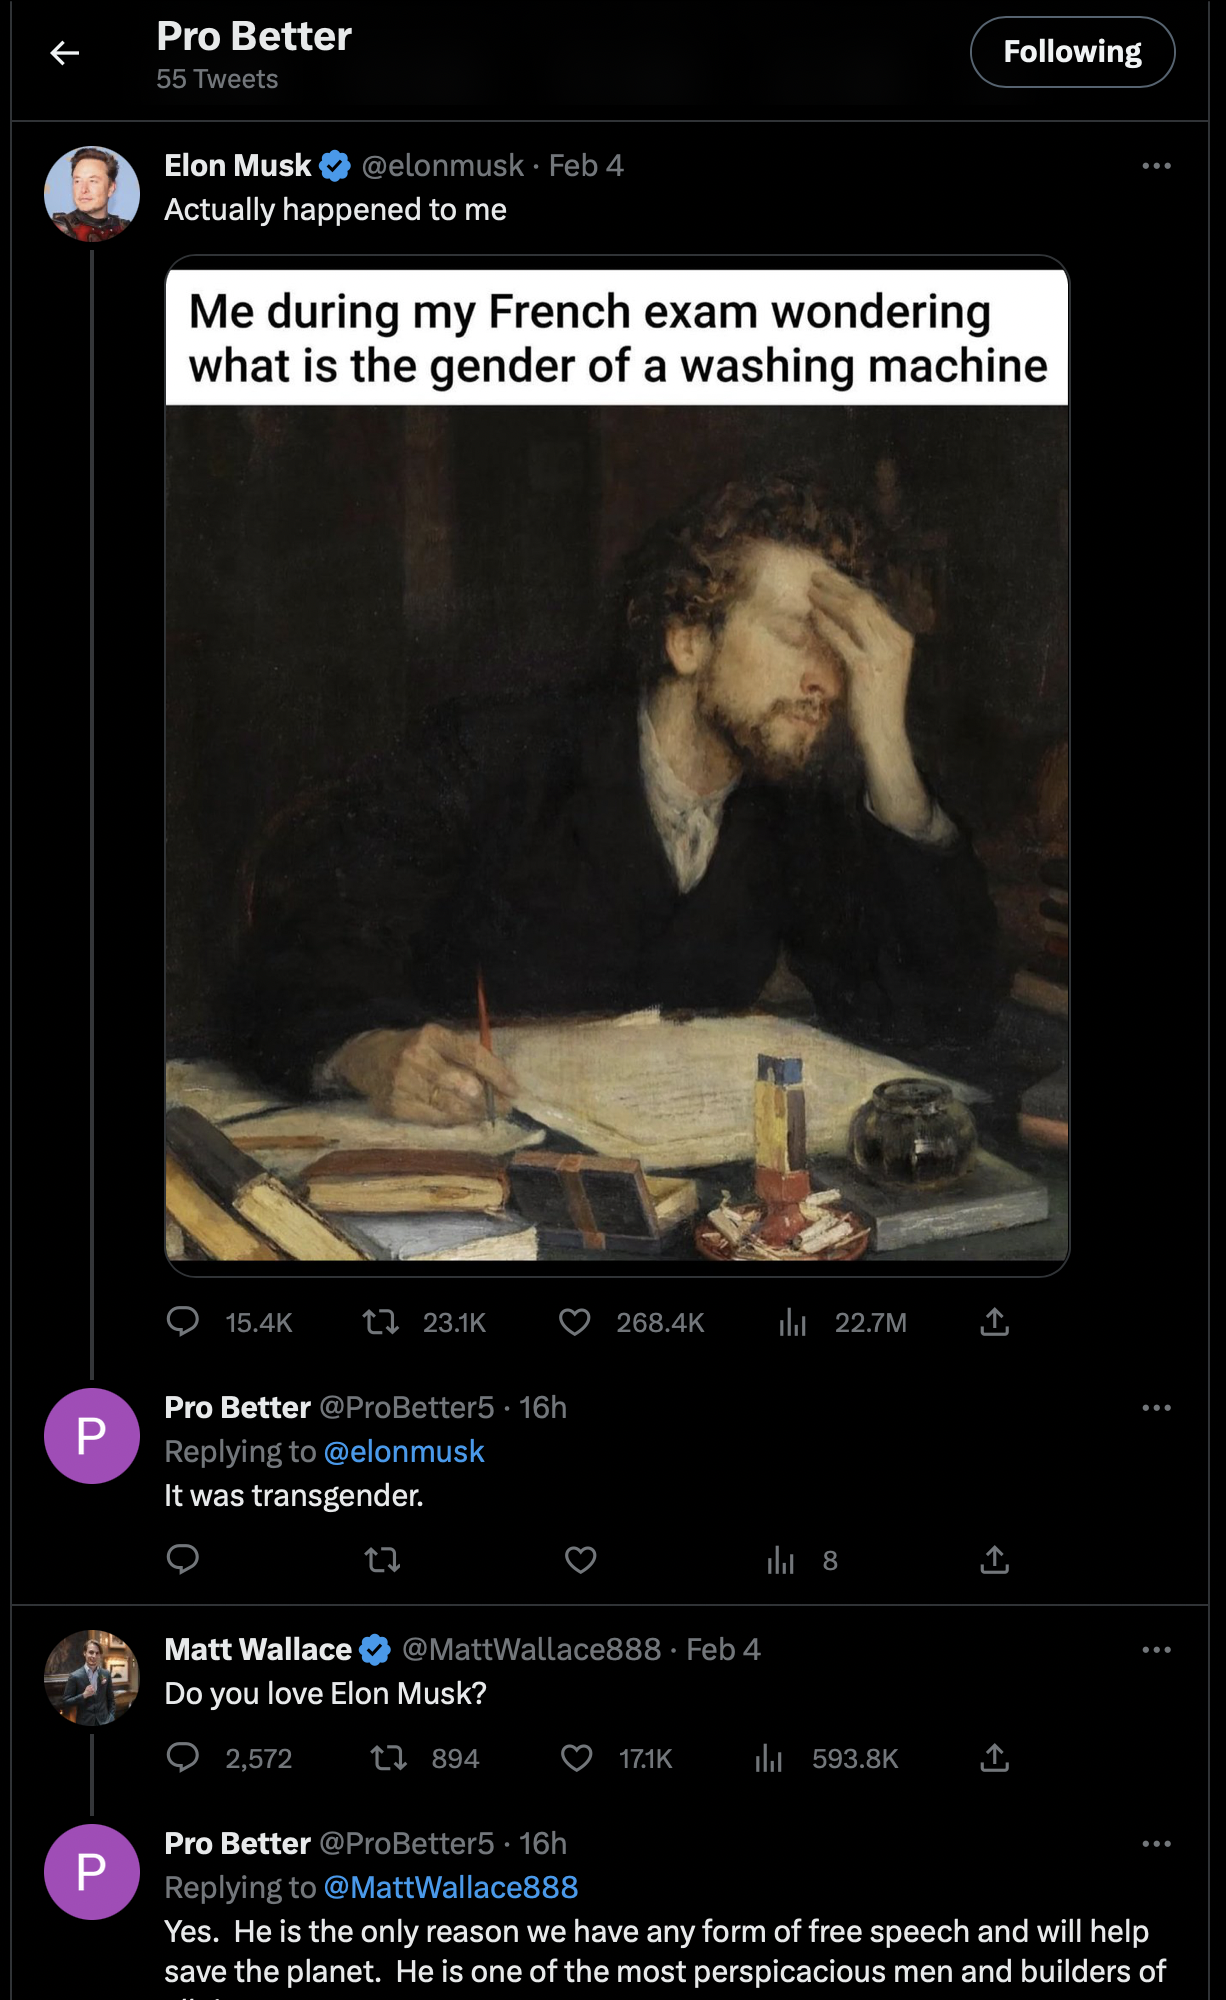 Pro Better
55 Tweets
Following
Elon Musk @elonmusk · Feb 4
Actually happened to me
Me during my French exam wondering
what is the gender of a washing machine
15.4K 23.1K 268.4K 22.7M
P
Pro Better @ProBetter5 · 16h
Replying to @elonmusk
It was transgender.
8
Matt Wallace @MattWallace888 · Feb 4
Do you love Elon Musk?
2,572 894 17.1K 593.8K
P
Pro Better @ProBetter5 · 16h
Replying to @MattWallace888
Yes.  He is the only reason we have any form of free speech and will help
save the planet.  He is one of the most perspicacious men and builders of